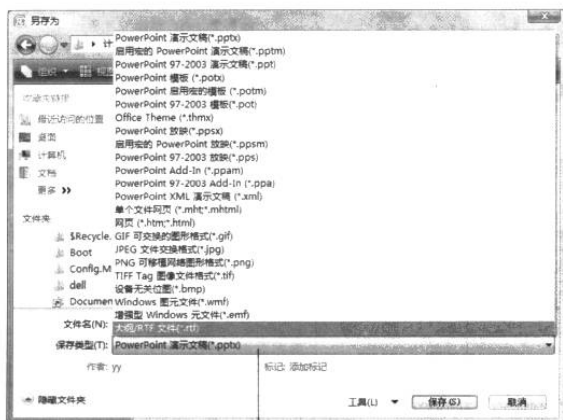 另存为
计
PowerPoint 演示文稿(*.pptx)
启用宏的 PowerPoint 演示文稿(*.pptm)
PowerPoint 97-2003 演示文稿(*.ppt)
PowerPoint 模板 (*.potx)
PowerPoint 启用宏的模板 (*.potm)
PowerPoint 97-2003 模板(*.pot)
Office Theme (*.thmx)
PowerPoint 放映(*.ppsx)
启用宏的 PowerPoint 放映(*.ppsm)
PowerPoint 97-2003 放映(*.pps)
PowerPoint Add-In (*.ppam)
PowerPoint 97-2003 Add-In (*.ppa)
PowerPoint XML 演示文稿 (*.xml)
单个文件网页 (*.mht;*.mhtml)
网页 (*.htm;*.html)
GIF 可交换的图形格式(*.gif)
JPEG 文件交换格式(*.jpg)
PNG 可移植网络图形格式(*.png)
TIFF Tag 图像文件格式(*.tif)
设备无关位图(*.bmp)
Windows 图元文件(*.wmf)
增强型 Windows 元文件(*.emf)
大纲/RTF 文件(*.rtf)
组织
最近访问的位置
桌面
计算机
文档
更多 >>
文件夹
$Recycle.
Boot
Config.M
dell
Documen
文件名(N):
保存类型(T): PowerPoint 演示文稿(*.pptx)
作者: yy 标记: 添加标记
隐藏文件夹 工具(L) 保存(S) 取消